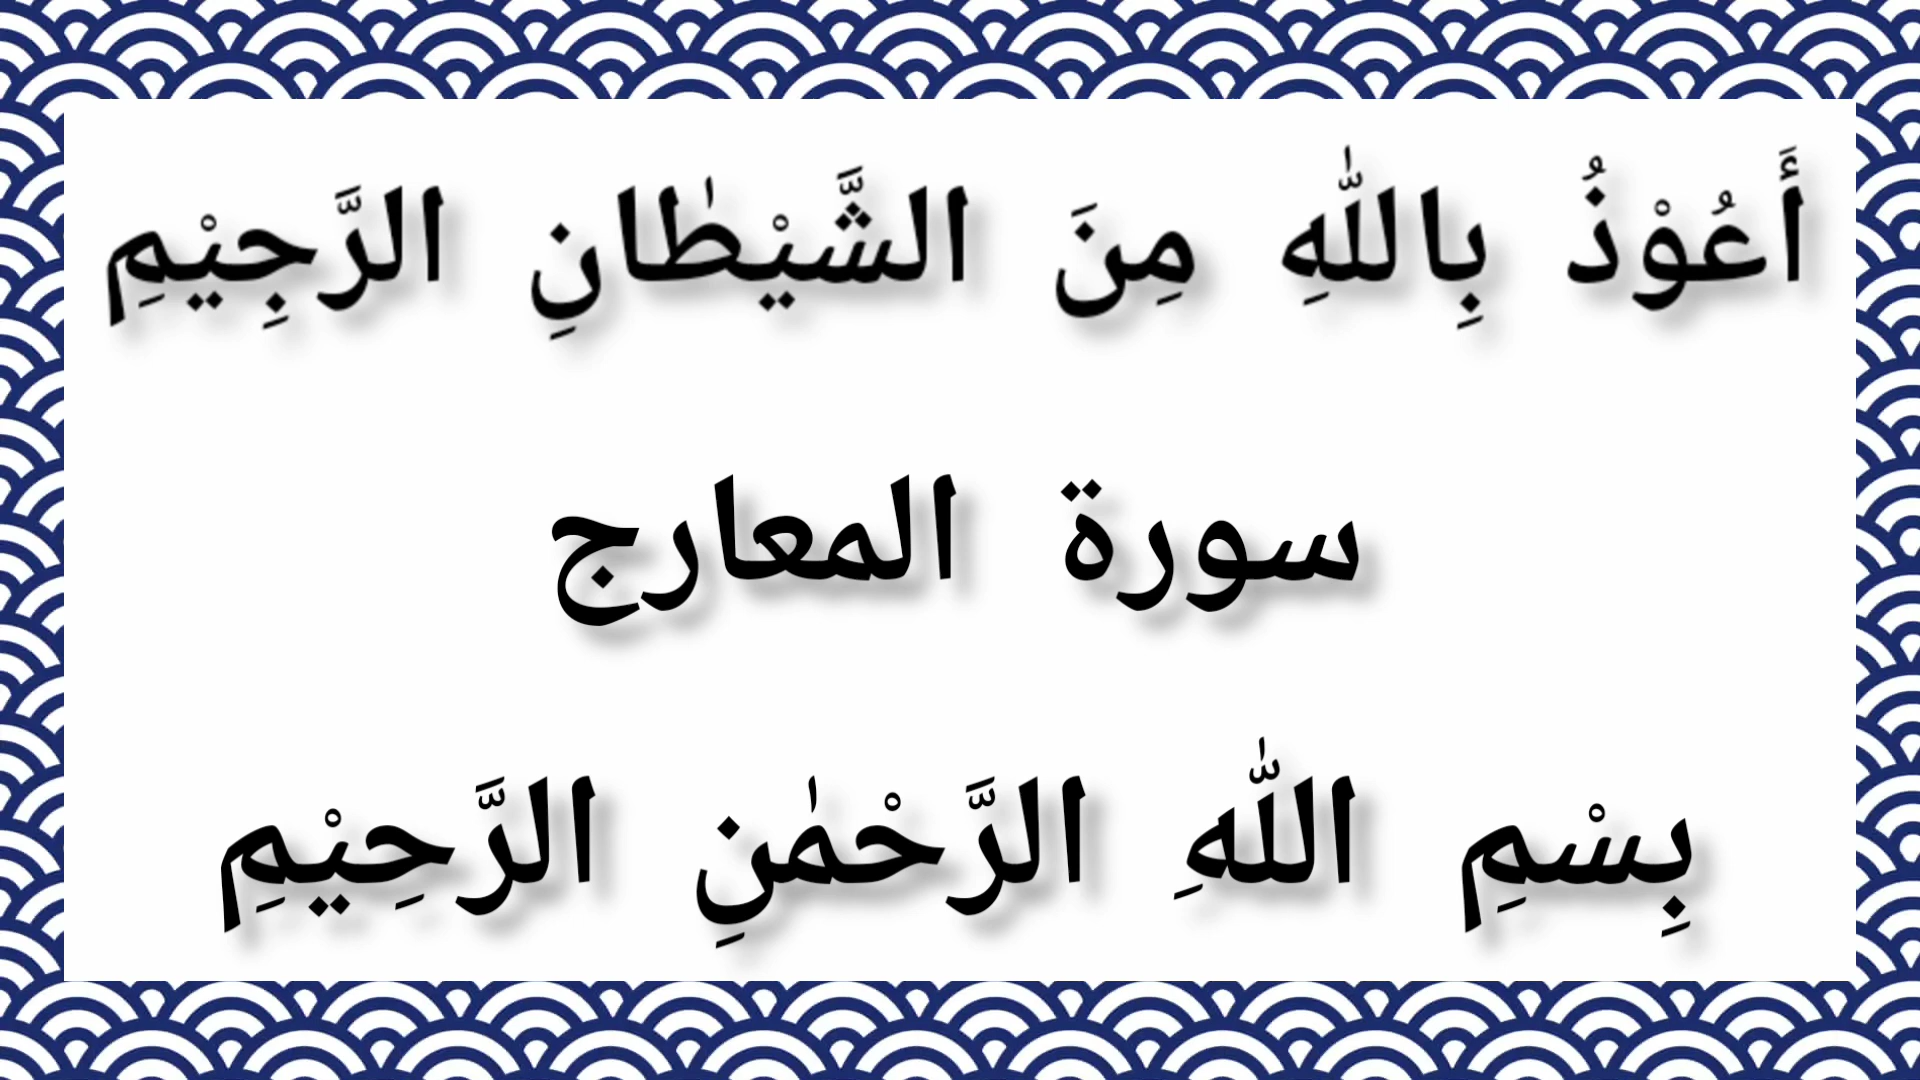 أَعُوْذُ بِاللّٰهِ مِنَ الشَّيْطٰانِ الرَّجِيْمِ
سورة المعارج
بِسْمِ اللّٰهِ الرَّحْمٰنِ الرَّحِيْمِ